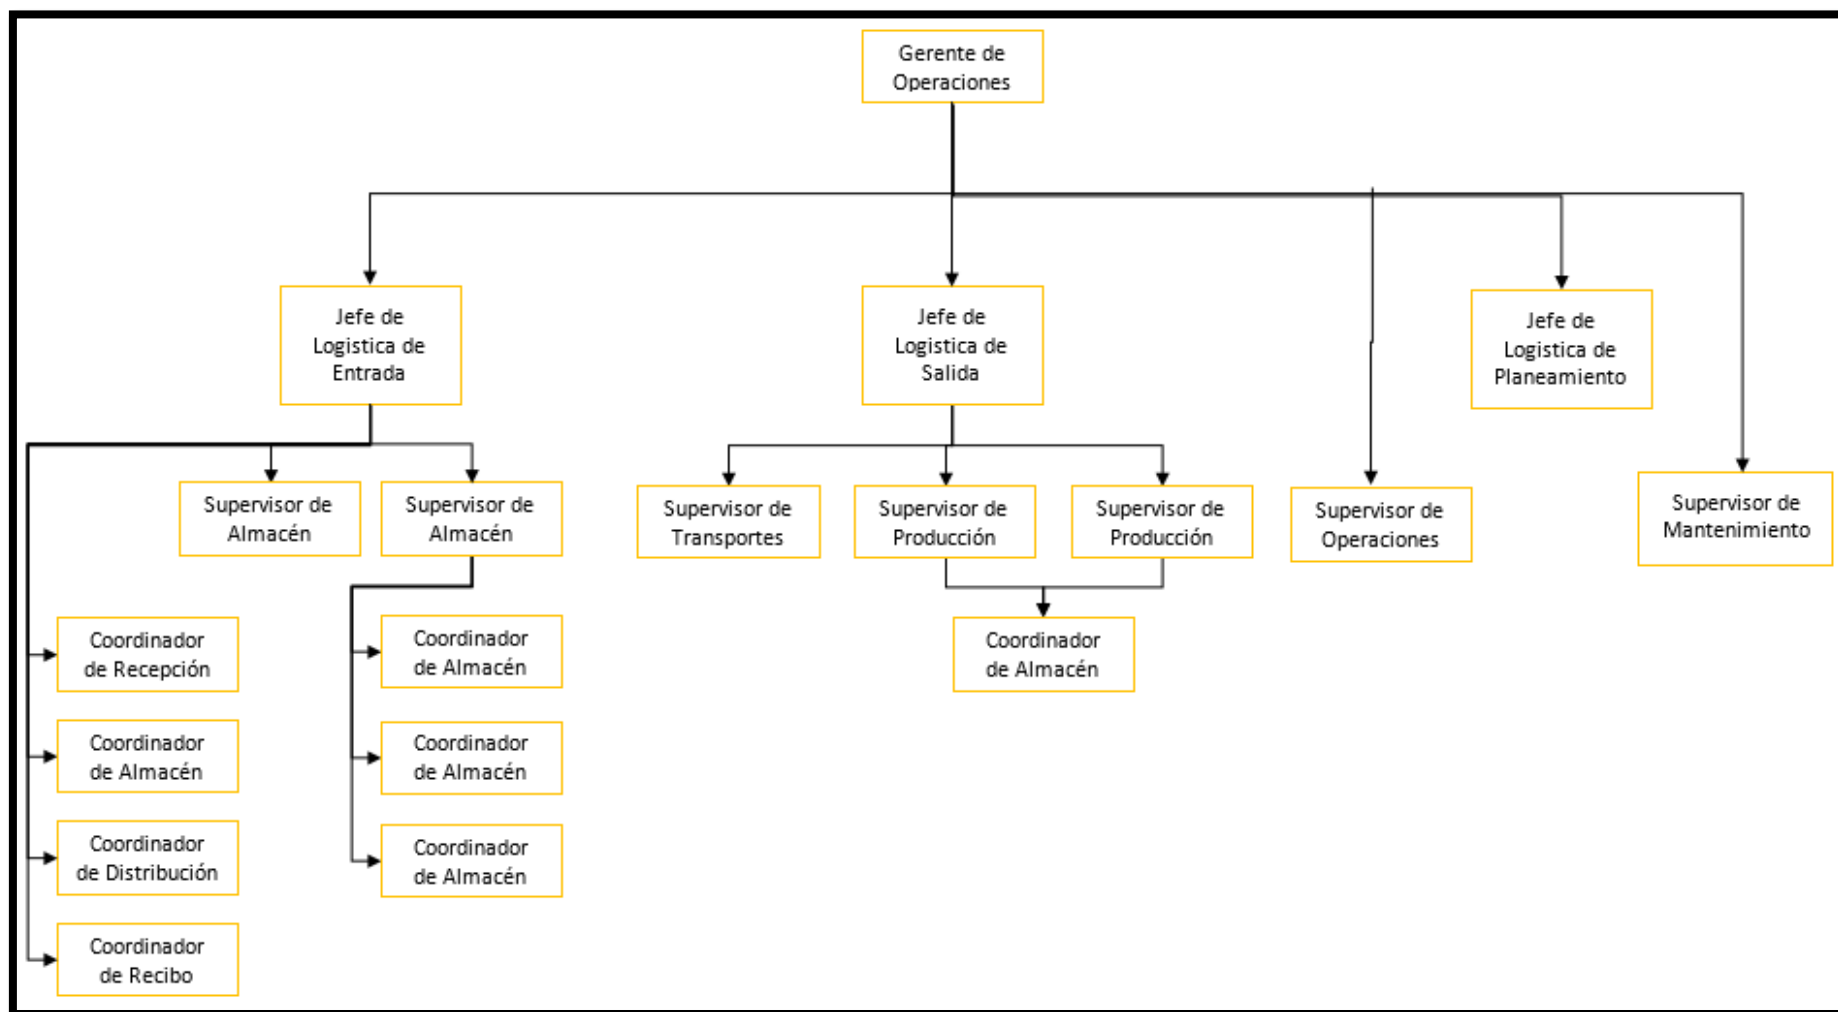 Gerente de
Operaciones
Jefe de
Logistica de
Entrada
Jefe de
Logistica de
Salida
Jefe de
Logistica de
Planeamiento
Supervisor de
Almacén
Supervisor de
Almacén
Supervisor de
Transportes
Supervisor de
Producción
Supervisor de
Producción
Supervisor de
Operaciones
Supervisor de
Mantenimiento
Coordinador
de Recepción
Coordinador
de Almacén
Coordinador
de Almacén
Coordinador
de Almacén
Coordinador
de Almacén
Coordinador
de Distribución
Coordinador
de Almacén
Coordinador
de Recibo